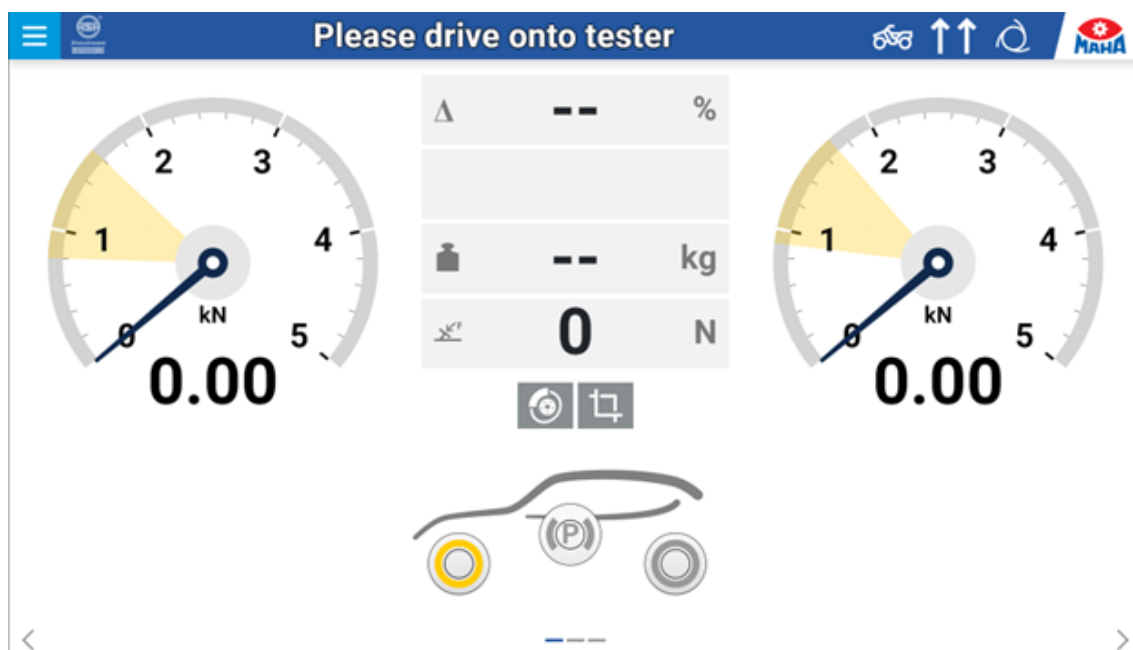 Please drive onto tester
MAHA
Δ -- %
-- kg
F 0 N
0 1 2 3 4 5
kN
0.00
0 1 2 3 4 5
kN
0.00
(P)